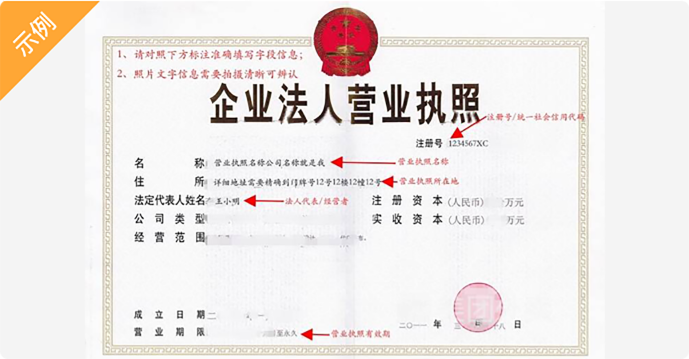 示例
1、请对照下方标注准确填写字段信息；
2、照片文字信息需要拍摄清晰可辨认
企业法人营业执照
注册号/统一社会信用代码
注册号 1234567XC
名 称 营业执照名称公司名称就是我 营业执照名称
住 所 详细地址需要精确到门牌号12号12楼12幢12号 营业执照所在地
法定代表人姓名 王小明 法人代表/经营者 注册资本 (人民币) 万元
公司类型 实收资本 (人民币) 万元
经营范围
成立日期 二
营业期限 至永久 营业执照有效期
二〇一一年 月 十八日